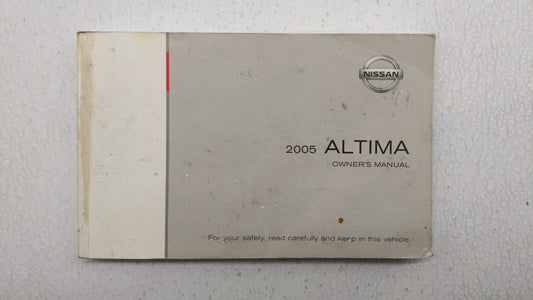 NISSAN
2005 ALTIMA
OWNER'S MANUAL
For your safety, read carefully and keep in this vehicle.